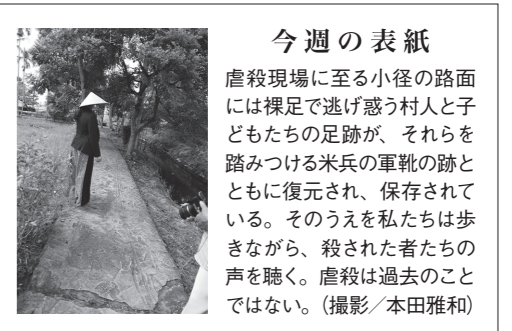 今週の表紙
虐殺現場に至る小径の路面
には裸足で逃げ惑う村人と子
どもたちの足跡が、それらを
踏みつける米兵の軍靴の跡と
ともに復元され、保存されて
いる。そのうえを私たちは歩
きながら、殺された者たちの
声を聴く。虐殺は過去のこと
ではない。(撮影／本田雅和)